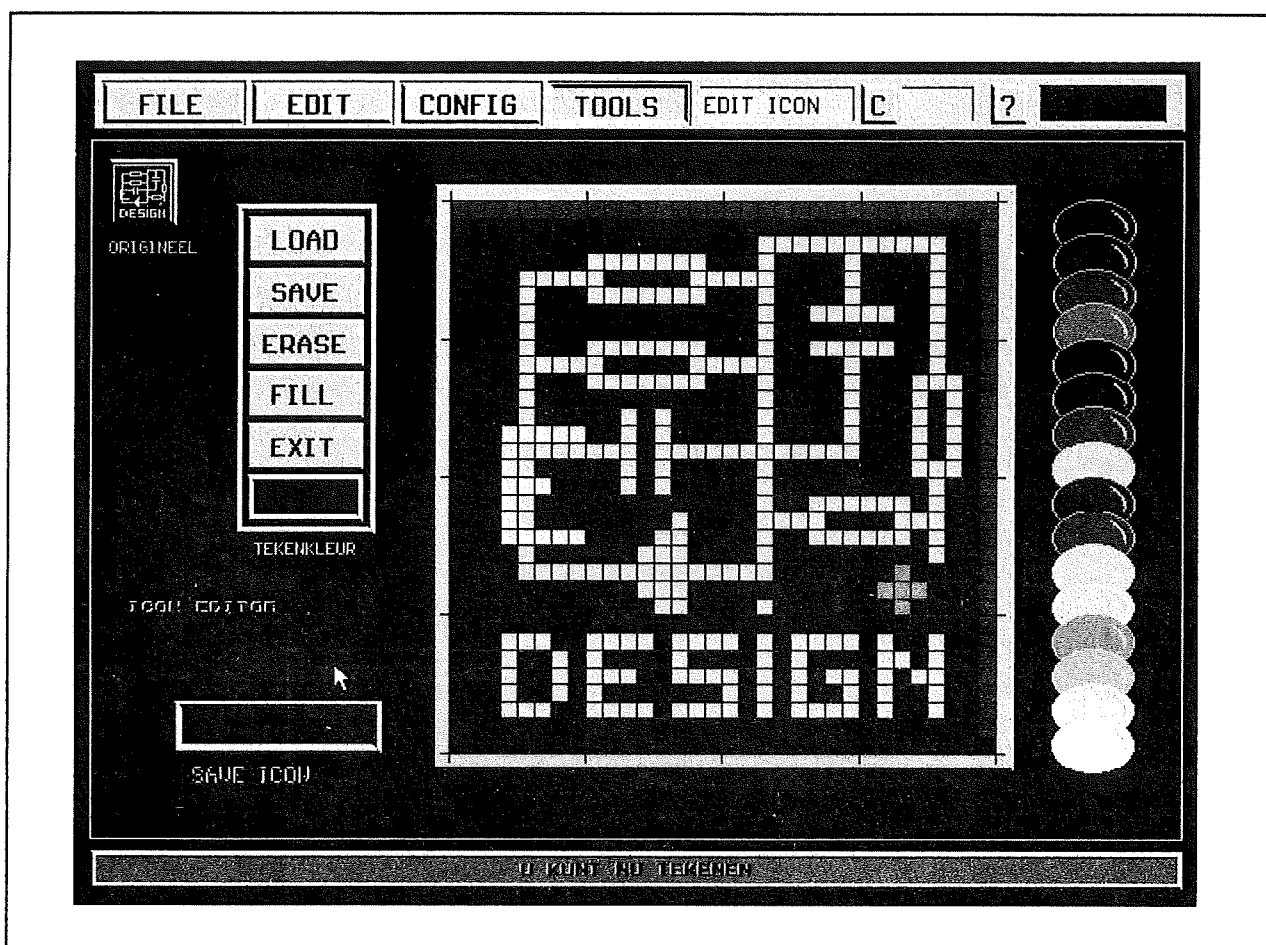 FILE EDIT CONFIG TOOLS EDIT ICON C ?
DESIGN
ORIGINEEL
LOAD
SAVE
ERASE
FILL
EXIT
TEKENKLEUR
ICON EDITOR
DESIGN
SAVE ICON
U KUNT NU TEKENEN